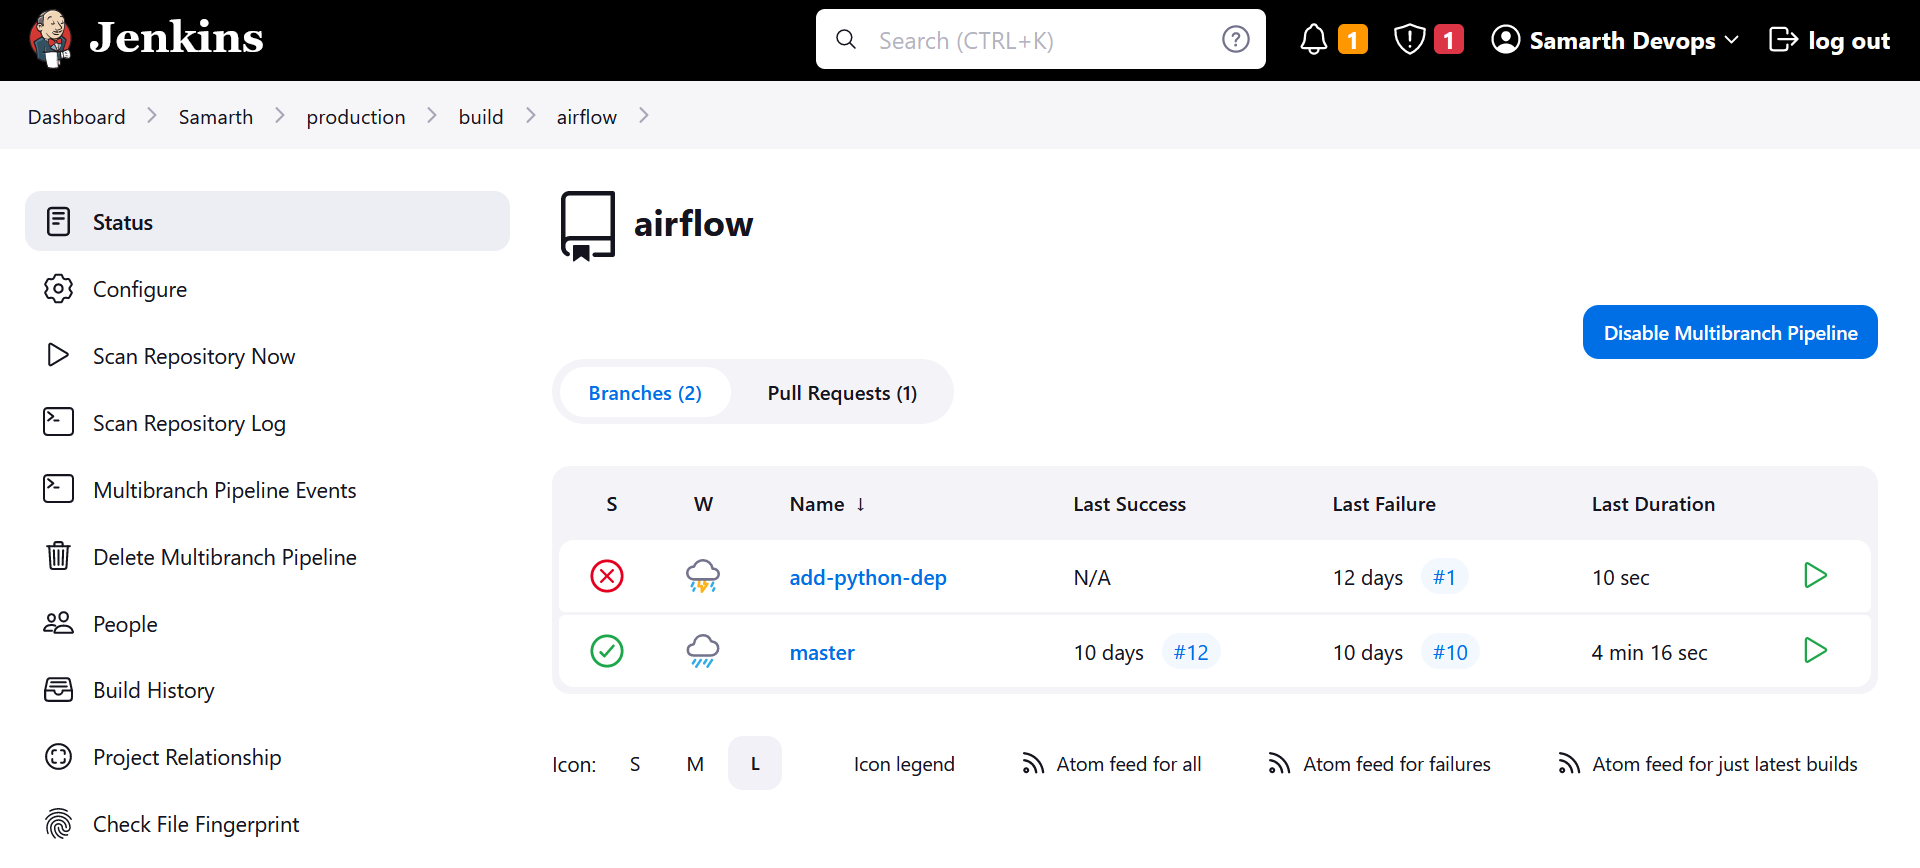 Jenkins
Search (CTRL+K)
1
1
Samarth Devops
log out
Dashboard
Samarth
production
build
airflow
Status
Configure
Scan Repository Now
Scan Repository Log
Multibranch Pipeline Events
Delete Multibranch Pipeline
People
Build History
Project Relationship
Check File Fingerprint
airflow
Disable Multibranch Pipeline
Branches (2) Pull Requests (1)
S W Name ↓ Last Success Last Failure Last Duration
add-python-dep N/A 12 days #1 10 sec
master 10 days #12 10 days #10 4 min 16 sec
Icon: S M L Icon legend Atom feed for all Atom feed for failures Atom feed for just latest builds